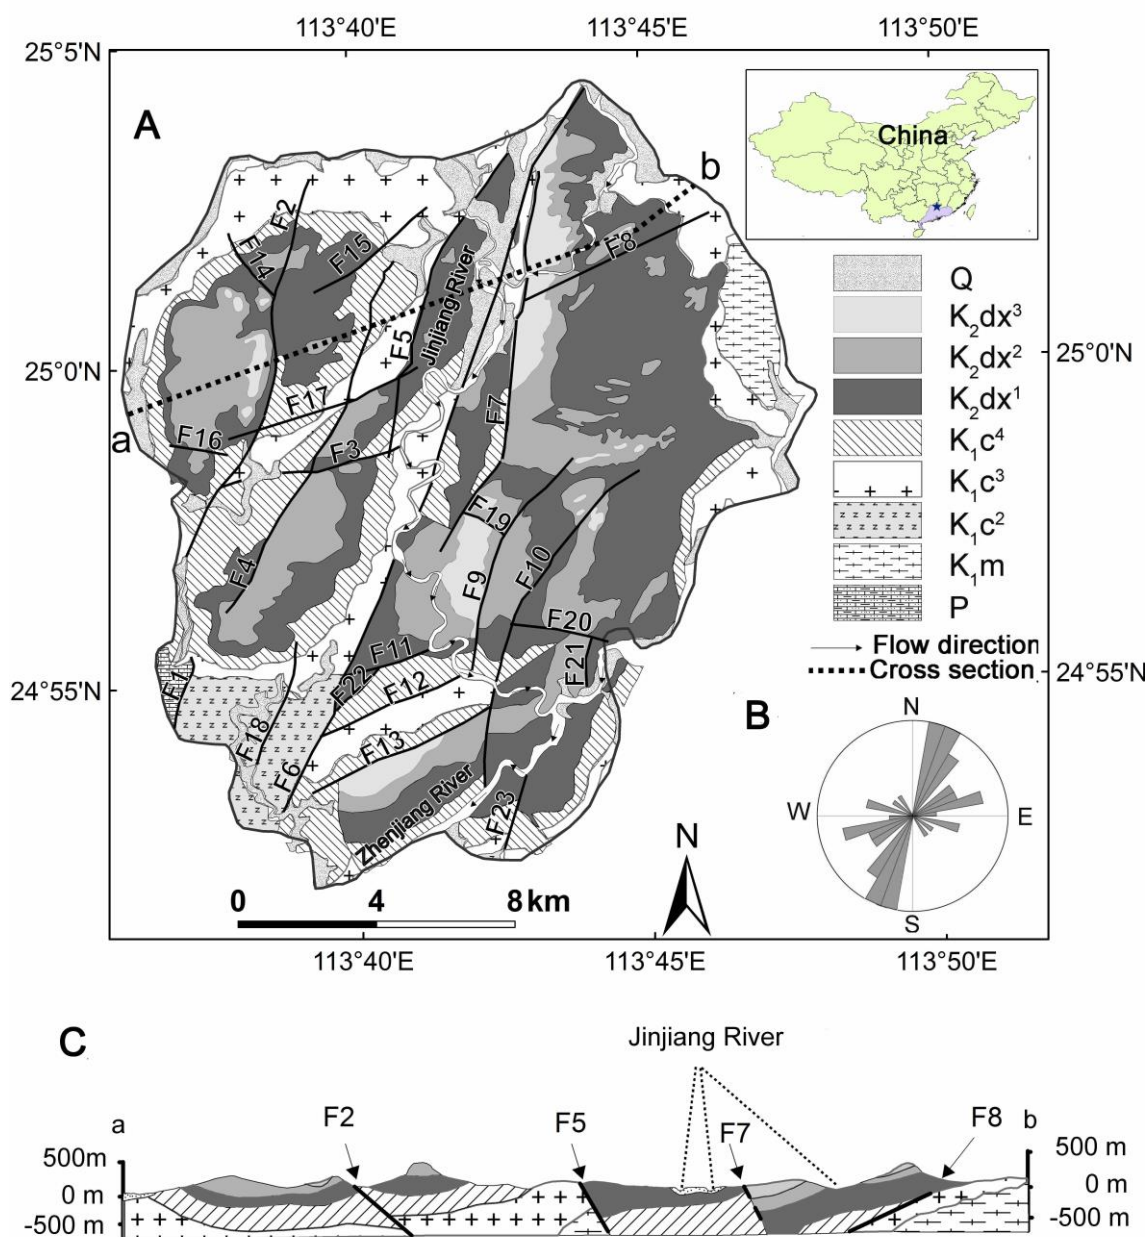 113°40'E 113°45'E 113°50'E
25°5'N
A
China
b
F2
F14
F15
F8
Jinjiang River
F5
25°0'N
25°0'N
F17
F7
a
F16
F3
F19
F4
F9
F10
F20
F11
F21
F22
F12
F1
24°55'N
24°55'N
F18
F13
F6
Zhenjiang River
F23
Q
K2dx3
K2dx2
K2dx1
K1c4
K1c3
K1c2
K1m
P
Flow direction
Cross section
B
N
W E
S
N
0 4 8 km
113°40'E 113°45'E 113°50'E
C
Jinjiang River
a F2 F5 F7 F8 b
500m 500 m
0 m 0 m
-500 m -500 m